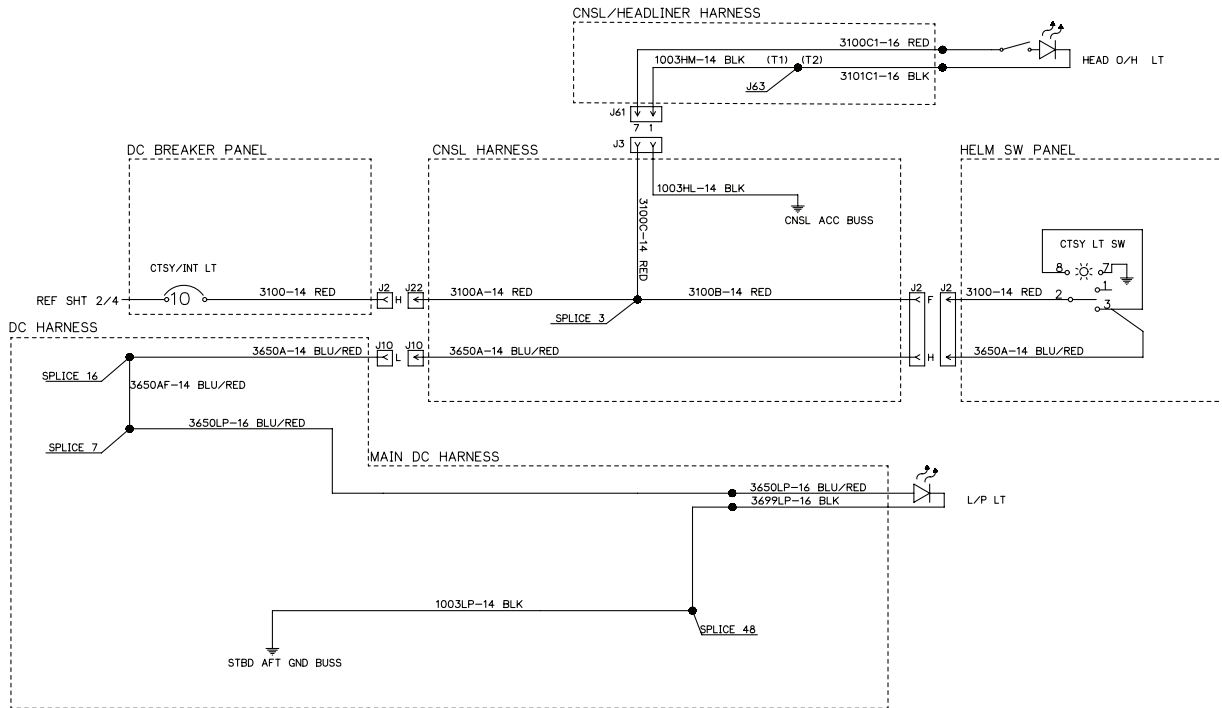 CNSL/HEADLINER HARNESS
3100C1-16 RED
1003HM-14 BLK (T1) (T2)
HEAD O/H LT
3101C1-16 BLK
J63
J61
7 1
J3
DC BREAKER PANEL
CNSL HARNESS
HELM SW PANEL
1003HL-14 BLK
3100C-14 RED
CNSL ACC BUSS
CTSY LT SW
CTSY/INT LT
8 7
10
REF SHT 2/4
3100-14 RED
J2 H J22
3100A-14 RED
3100B-14 RED
J2 F J2
3100-14 RED
2
1
3
SPLICE 3
DC HARNESS
3650A-14 BLU/RED
J10 L J10
3650A-14 BLU/RED
H
3650A-14 BLU/RED
SPLICE 16
3650AF-14 BLU/RED
3650LP-16 BLU/RED
SPLICE 7
MAIN DC HARNESS
3650LP-16 BLU/RED
3699LP-16 BLK
L/P LT
1003LP-14 BLK
SPLICE 48
STBD AFT GND BUSS